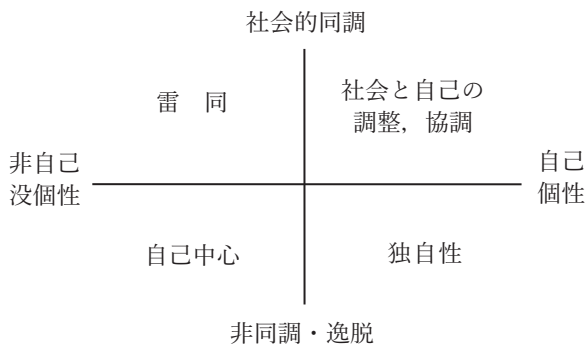 社会的同調
雷　同
社会と自己の
調整，協調
非自己
没個性
自己
個性
自己中心
独自性
非同調・逸脱